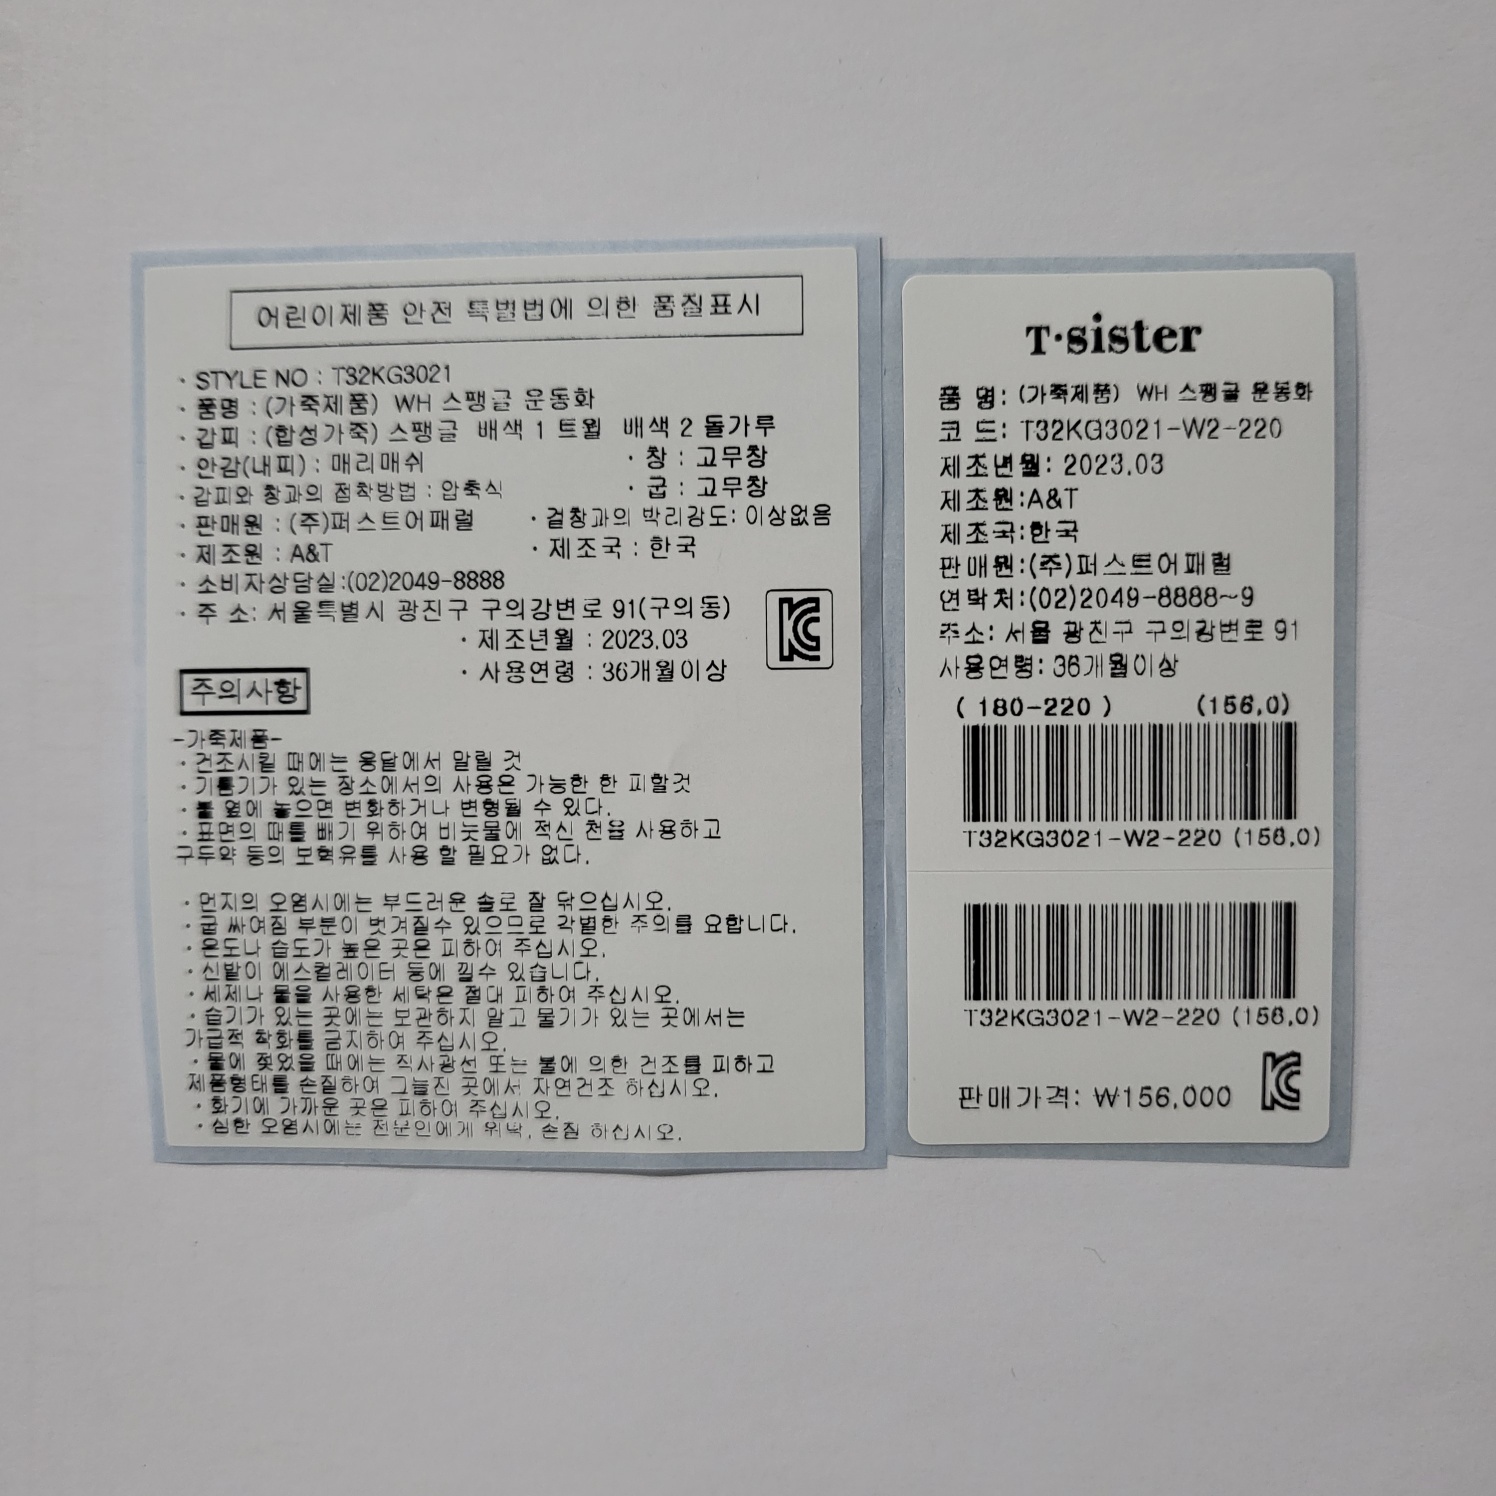 어린이제품 안전 특별법에 의한 품질표시
· STYLE NO : T32KG3021
· 품명 : (가죽제품) WH 스팽글 운동화
· 갑피 : (합성가죽) 스팽글 배색 1 트윌 배색 2 돌가루
· 안감(내피) : 매리매쉬 · 창 : 고무창
· 갑피와 창과의 접착방법 : 압축식 · 굽 : 고무창
· 판매원 : (주)퍼스트어패럴 · 겉창과의 박리강도: 이상없음
· 제조원 : A&T · 제조국 : 한국
· 소비자상담실:(02)2049-8888
· 주 소: 서울특별시 광진구 구의강변로 91(구의동)
· 제조년월 : 2023.03
· 사용연령 : 36개월이상
주의사항
-가죽제품-
· 건조시킬 때에는 응달에서 말릴 것
· 기름기가 있는 장소에서의 사용은 가능한 한 피할것
· 불 옆에 놓으면 변화하거나 변형될 수 있다.
· 표면의 때를 빼기 위하여 비눗물에 적신 천을 사용하고
구두약 등의 보혁유를 사용 할 필요가 없다.
· 먼지의 오염시에는 부드러운 솔로 잘 닦으십시오.
· 굽 싸여짐 부분이 벗겨질수 있으므로 각별한 주의를 요합니다.
· 온도나 습도가 높은 곳은 피하여 주십시오.
· 신발이 에스컬레이터 등에 낄수 있습니다.
· 세제나 물을 사용한 세탁은 절대 피하여 주십시오.
· 습기가 있는 곳에는 보관하지 말고 물기가 있는 곳에서는
가급적 착화를 금지하여 주십시오.
· 물에 젖었을 때에는 직사광선 또는 불에 의한 건조를 피하고
제품형태를 손질하여 그늘진 곳에서 자연건조 하십시오.
· 화기에 가까운 곳은 피하여 주십시오.
· 심한 오염시에는 전문인에게 위탁, 손질 하십시오.
KC
T·sister
품 명: (가죽제품) WH 스팽글 운동화
코 드: T32KG3021-W2-220
제조년월: 2023.03
제조원:A&T
제조국:한국
판매원:(주)퍼스트어패럴
연락처:(02)2049-8888~9
주소: 서울 광진구 구의강변로 91
사용연령: 36개월이상
( 180-220 ) (156.0)
T32KG3021-W2-220 (156.0)
T32KG3021-W2-220 (156.0)
판매가격: ₩156,000
KC